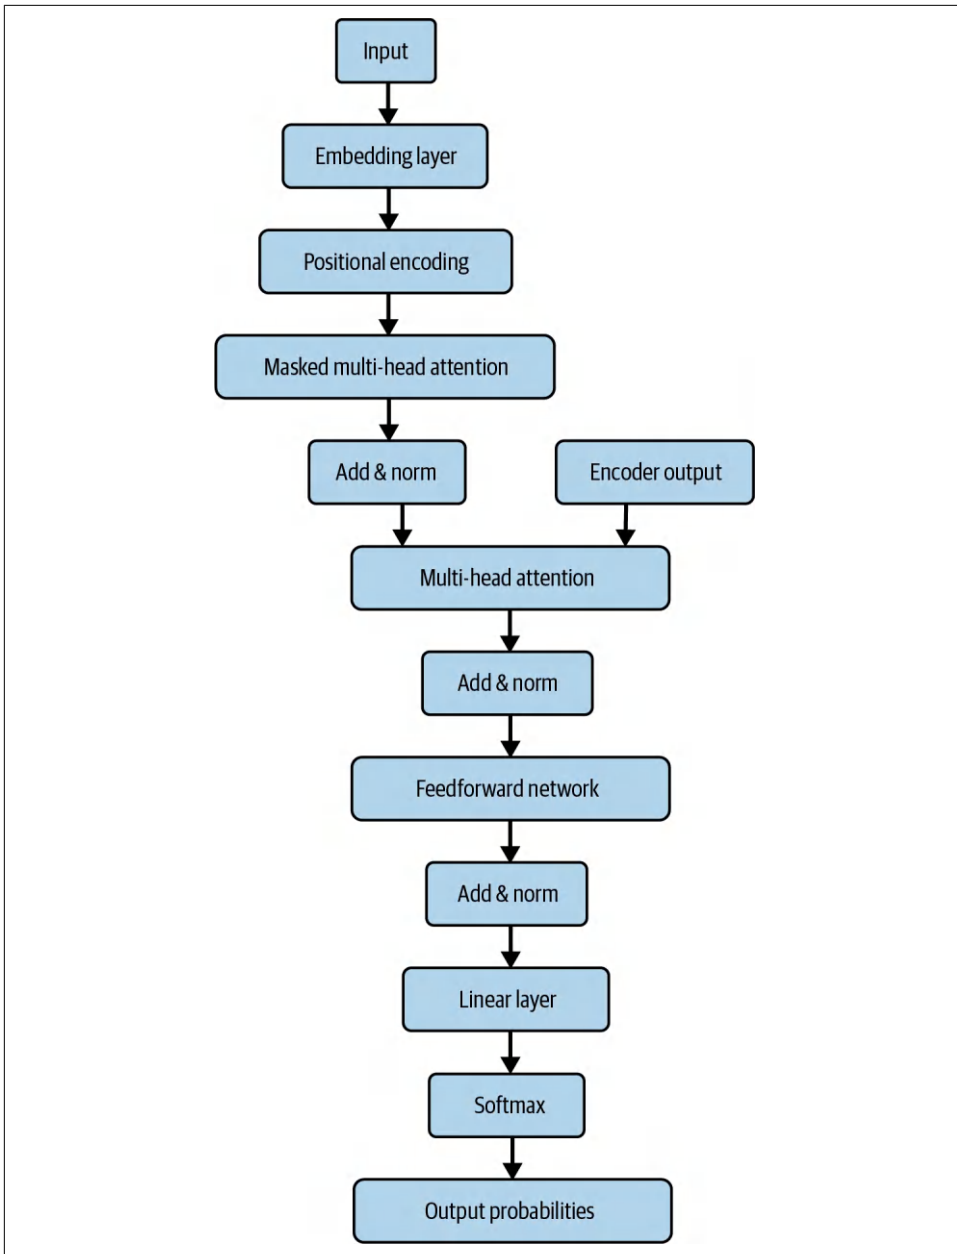 Input
Embedding layer
Positional encoding
Masked multi-head attention
Add & norm
Encoder output
Multi-head attention
Add & norm
Feedforward network
Add & norm
Linear layer
Softmax
Output probabilities